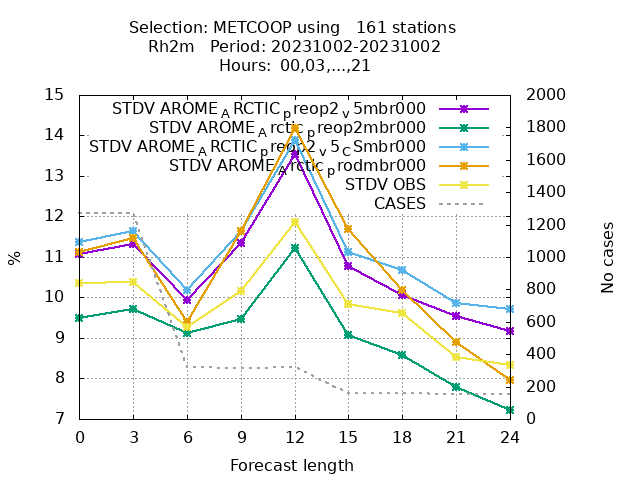 Selection: METCOOP using   161 stations
Rh2m   Period: 20231002-20231002
Hours:  00,03,...,21
15
14
13
12
11
10
9
8
7
2000
1800
1600
1400
1200
1000
800
600
400
200
0
STDV AROME_ARCTIC_preop2_v5mbr000
STDV AROME_Arctic_preop2mbr000
STDV AROME_ARCTIC_preop2_v5_CSmbr000
STDV AROME_Arctic_prodmbr000
STDV OBS
CASES
%
No cases
0 3 6 9 12 15 18 21 24
Forecast length